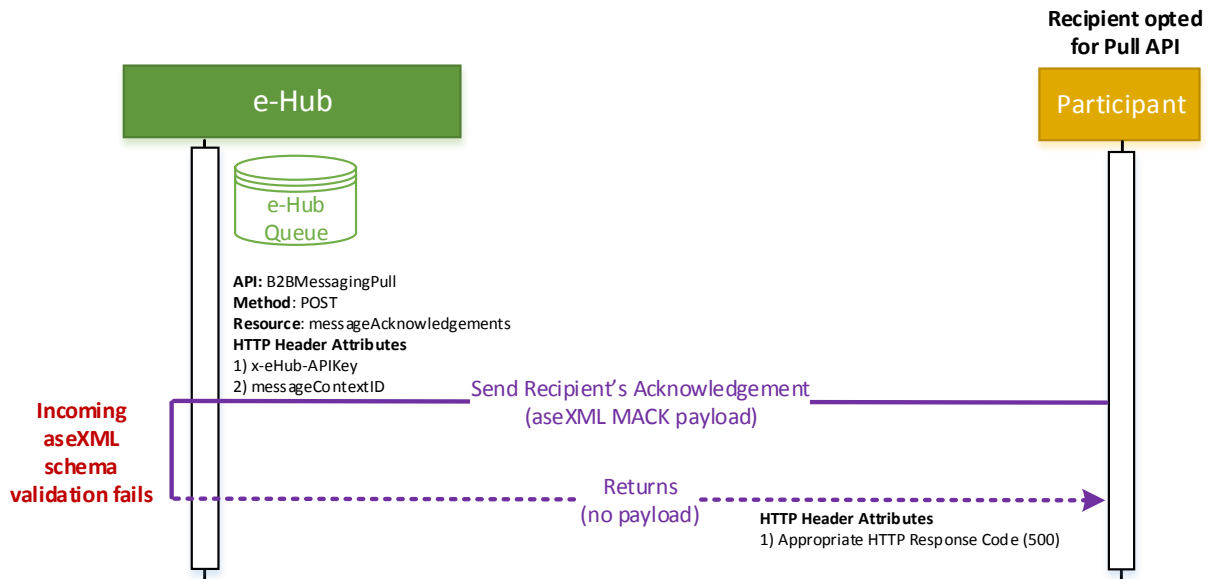 Recipient opted
for Pull API
e-Hub
Participant
e-Hub
Queue
API: B2BMessagingPull
Method: POST
Resource: messageAcknowledgements
HTTP Header Attributes
1) x-eHub-APIKey
2) messageContextID
Send Recipient’s Acknowledgement
(aseXML MACK payload)
Incoming
aseXML
schema
validation fails
Returns
(no payload)
HTTP Header Attributes
1) Appropriate HTTP Response Code (500)